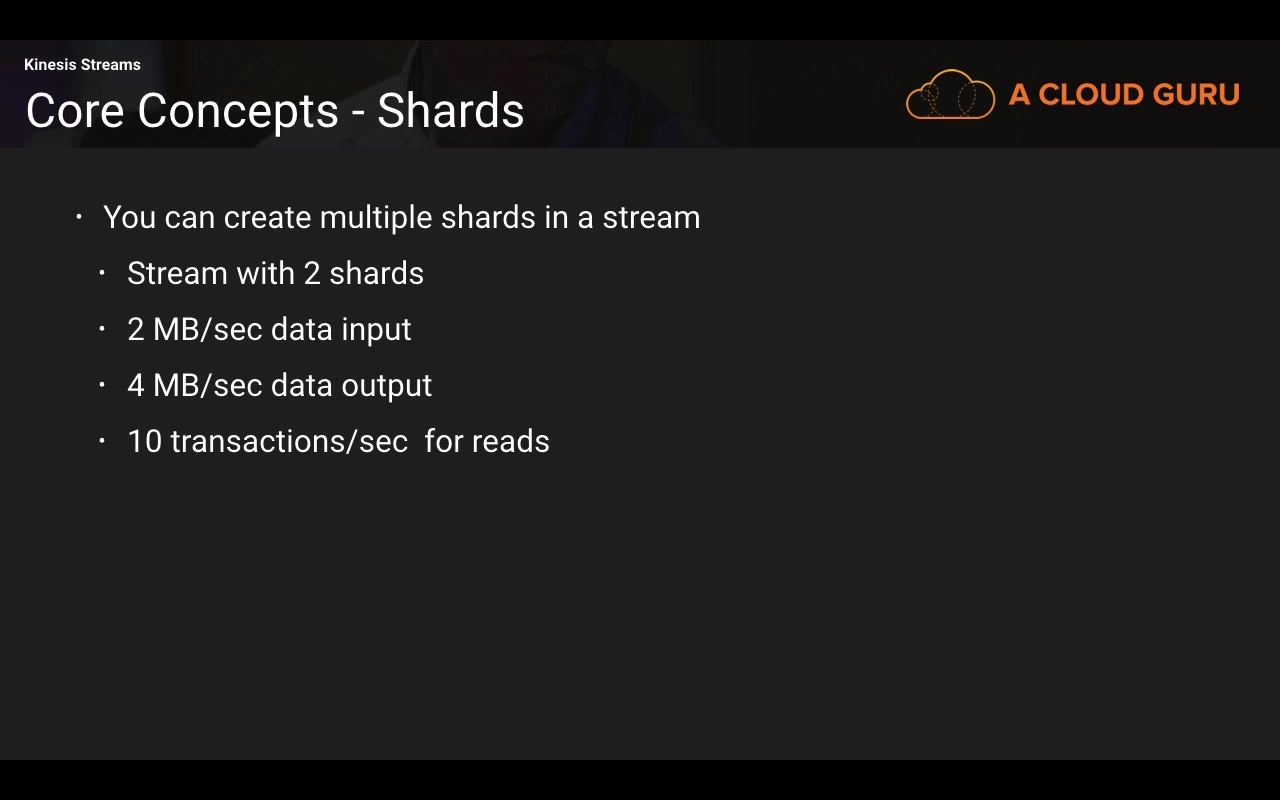 Kinesis Streams
Core Concepts - Shards
A CLOUD GURU
· You can create multiple shards in a stream
· Stream with 2 shards
· 2 MB/sec data input
· 4 MB/sec data output
· 10 transactions/sec  for reads